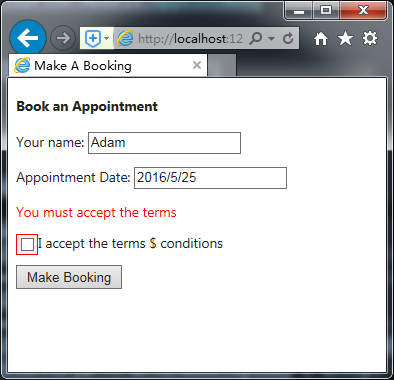 http://localhost:12
Make A Booking
Book an Appointment
Your name: Adam
Appointment Date: 2016/5/25
You must accept the terms
I accept the terms $ conditions
Make Booking